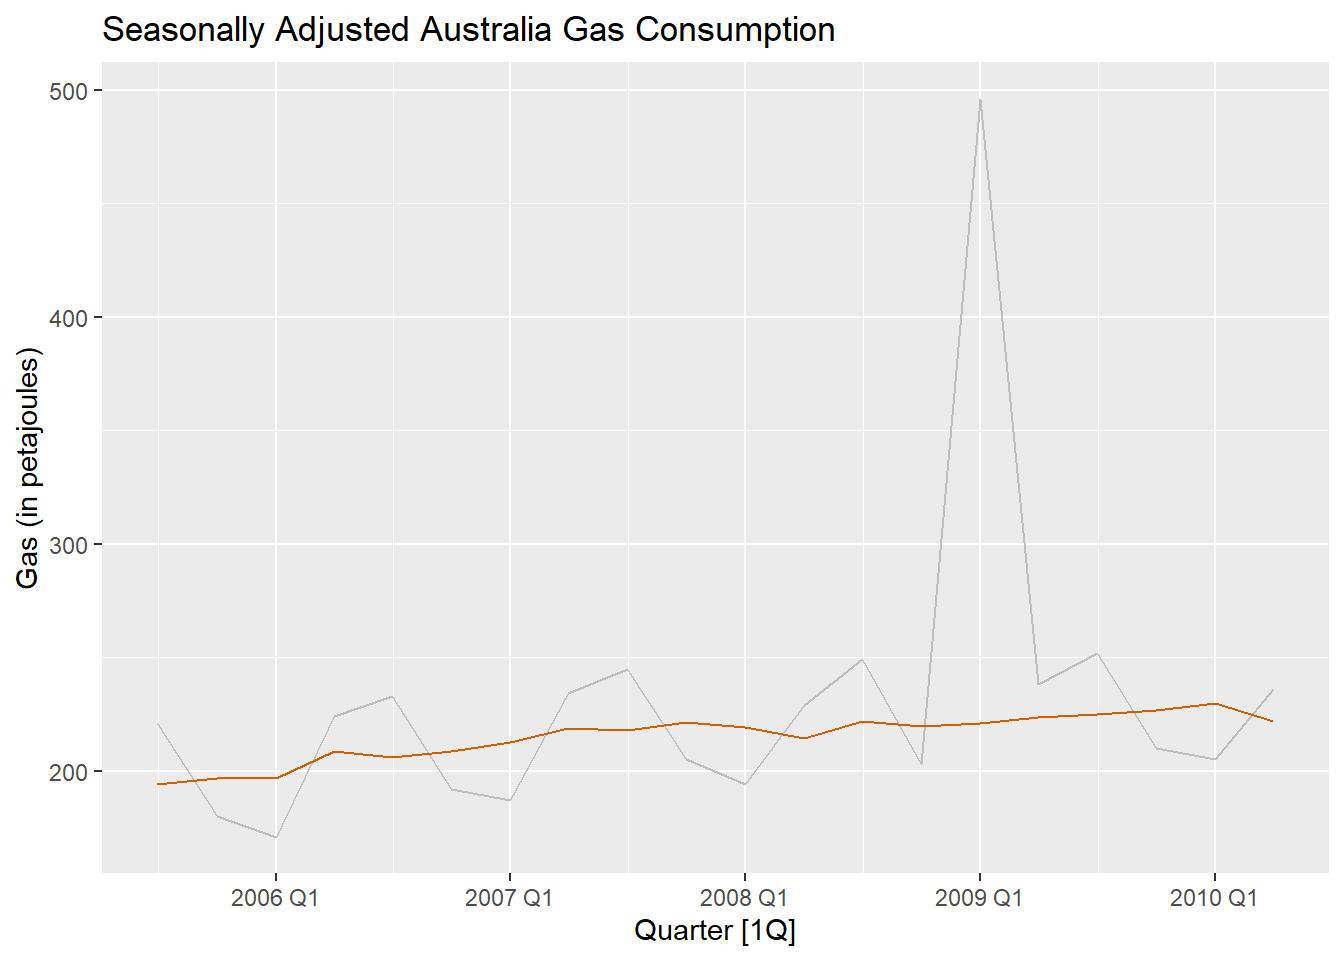 Seasonally Adjusted Australia Gas Consumption
500
400
300
200
Gas (in petajoules)
2006 Q1 2007 Q1 2008 Q1 2009 Q1 2010 Q1
Quarter [1Q]